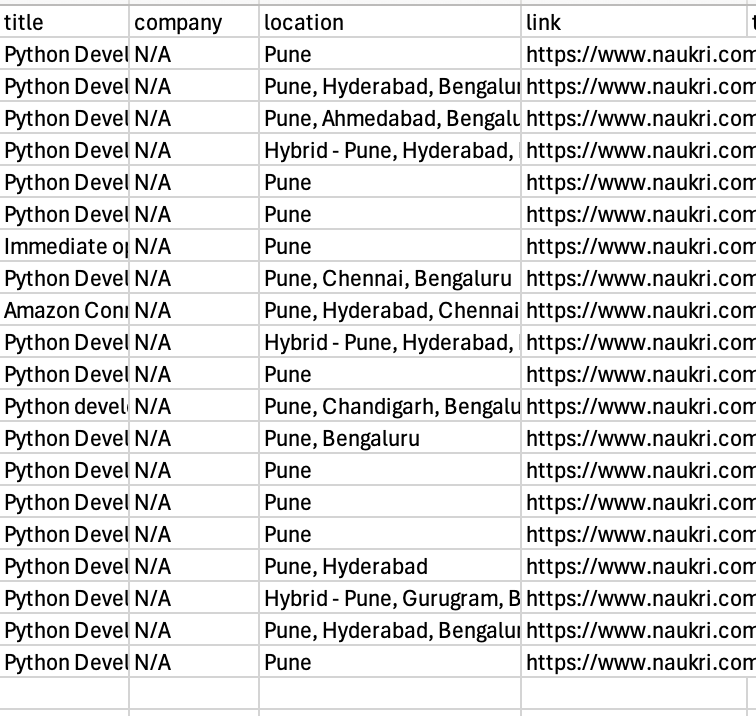 title company location link
Python Devel N/A Pune https://www.naukri.com
Python Devel N/A Pune, Hyderabad, Bengalur https://www.naukri.com
Python Devel N/A Pune, Ahmedabad, Bengalu https://www.naukri.com
Python Devel N/A Hybrid - Pune, Hyderabad, https://www.naukri.com
Python Devel N/A Pune https://www.naukri.com
Python Devel N/A Pune https://www.naukri.com
Immediate op N/A Pune https://www.naukri.com
Python Devel N/A Pune, Chennai, Bengaluru https://www.naukri.com
Amazon Conn N/A Pune, Hyderabad, Chennai https://www.naukri.com
Python Devel N/A Hybrid - Pune, Hyderabad, https://www.naukri.com
Python Devel N/A Pune https://www.naukri.com
Python develo N/A Pune, Chandigarh, Bengalu https://www.naukri.com
Python Devel N/A Pune, Bengaluru https://www.naukri.com
Python Devel N/A Pune https://www.naukri.com
Python Devel N/A Pune https://www.naukri.com
Python Devel N/A Pune https://www.naukri.com
Python Devel N/A Pune, Hyderabad https://www.naukri.com
Python Devel N/A Hybrid - Pune, Gurugram, B https://www.naukri.com
Python Devel N/A Pune, Hyderabad, Bengalur https://www.naukri.com
Python Devel N/A Pune https://www.naukri.com